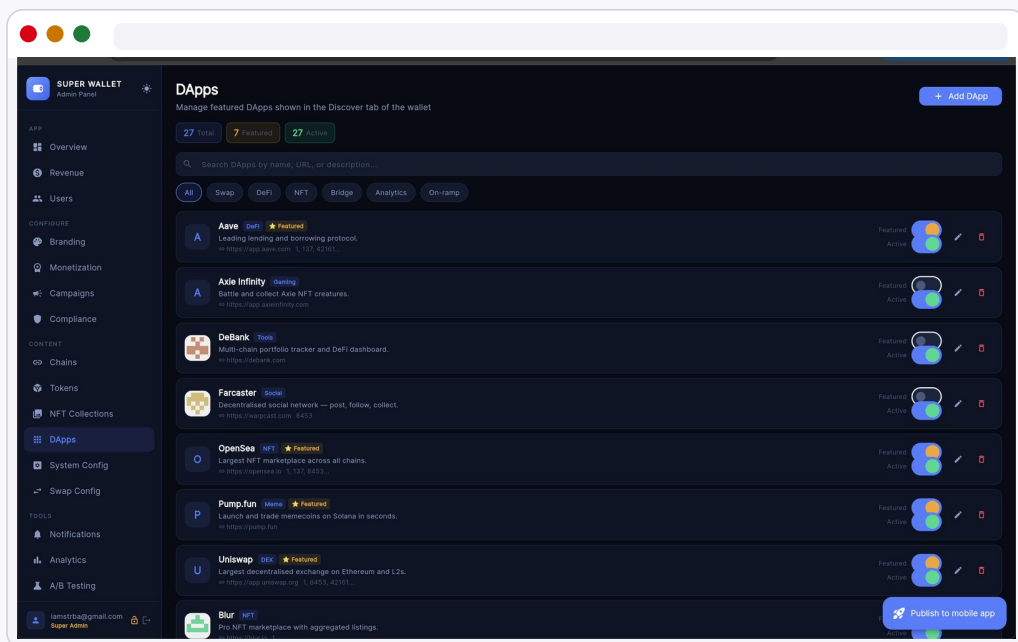 SUPER WALLET
Admin Panel
APP
Overview
Revenue
Users
CONFIGURE
Branding
Monetization
Campaigns
Compliance
CONTENT
Chains
Tokens
NFT Collections
DApps
System Config
Swap Config
TOOLS
Notifications
Analytics
A/B Testing
iamstrba@gmail.com
Super Admin
DApps
Manage featured DApps shown in the Discover tab of the wallet
+ Add DApp
27 Total 7 Featured 27 Active
Search DApps by name, URL, or description...
All Swap DeFi NFT Bridge Analytics On-ramp
A
Aave DeFi ⭐ Featured
Leading lending and borrowing protocol.
https://app.aave.com 1, 137, 42161...
Featured
Active
A
Axie Infinity Gaming
Battle and collect Axie NFT creatures.
https://app.axieinfinity.com
Featured
Active
DeBank Tools
Multi-chain portfolio tracker and DeFi dashboard.
https://debank.com
Featured
Active
Farcaster Social
Decentralised social network — post, follow, collect.
https://warpcast.com 8453
Featured
Active
O
OpenSea NFT ⭐ Featured
Largest NFT marketplace across all chains.
https://opensea.io 1, 137, 8453...
Featured
Active
P
Pump.fun Meme ⭐ Featured
Launch and trade memecoins on Solana in seconds.
https://pump.fun
Featured
Active
U
Uniswap DEX ⭐ Featured
Largest decentralised exchange on Ethereum and L2s.
https://app.uniswap.org 1, 8453, 42161...
Featured
Active
Blur NFT
Pro NFT marketplace with aggregated listings.
Publish to mobile app